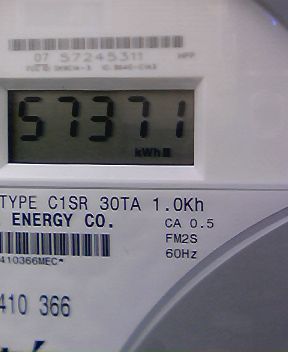 07 57245311
57371
kWh
TYPE C1SR 30TA 1.0Kh
ENERGY CO.
CA 0.5
FM2S
60Hz
410366MEC*
410 366